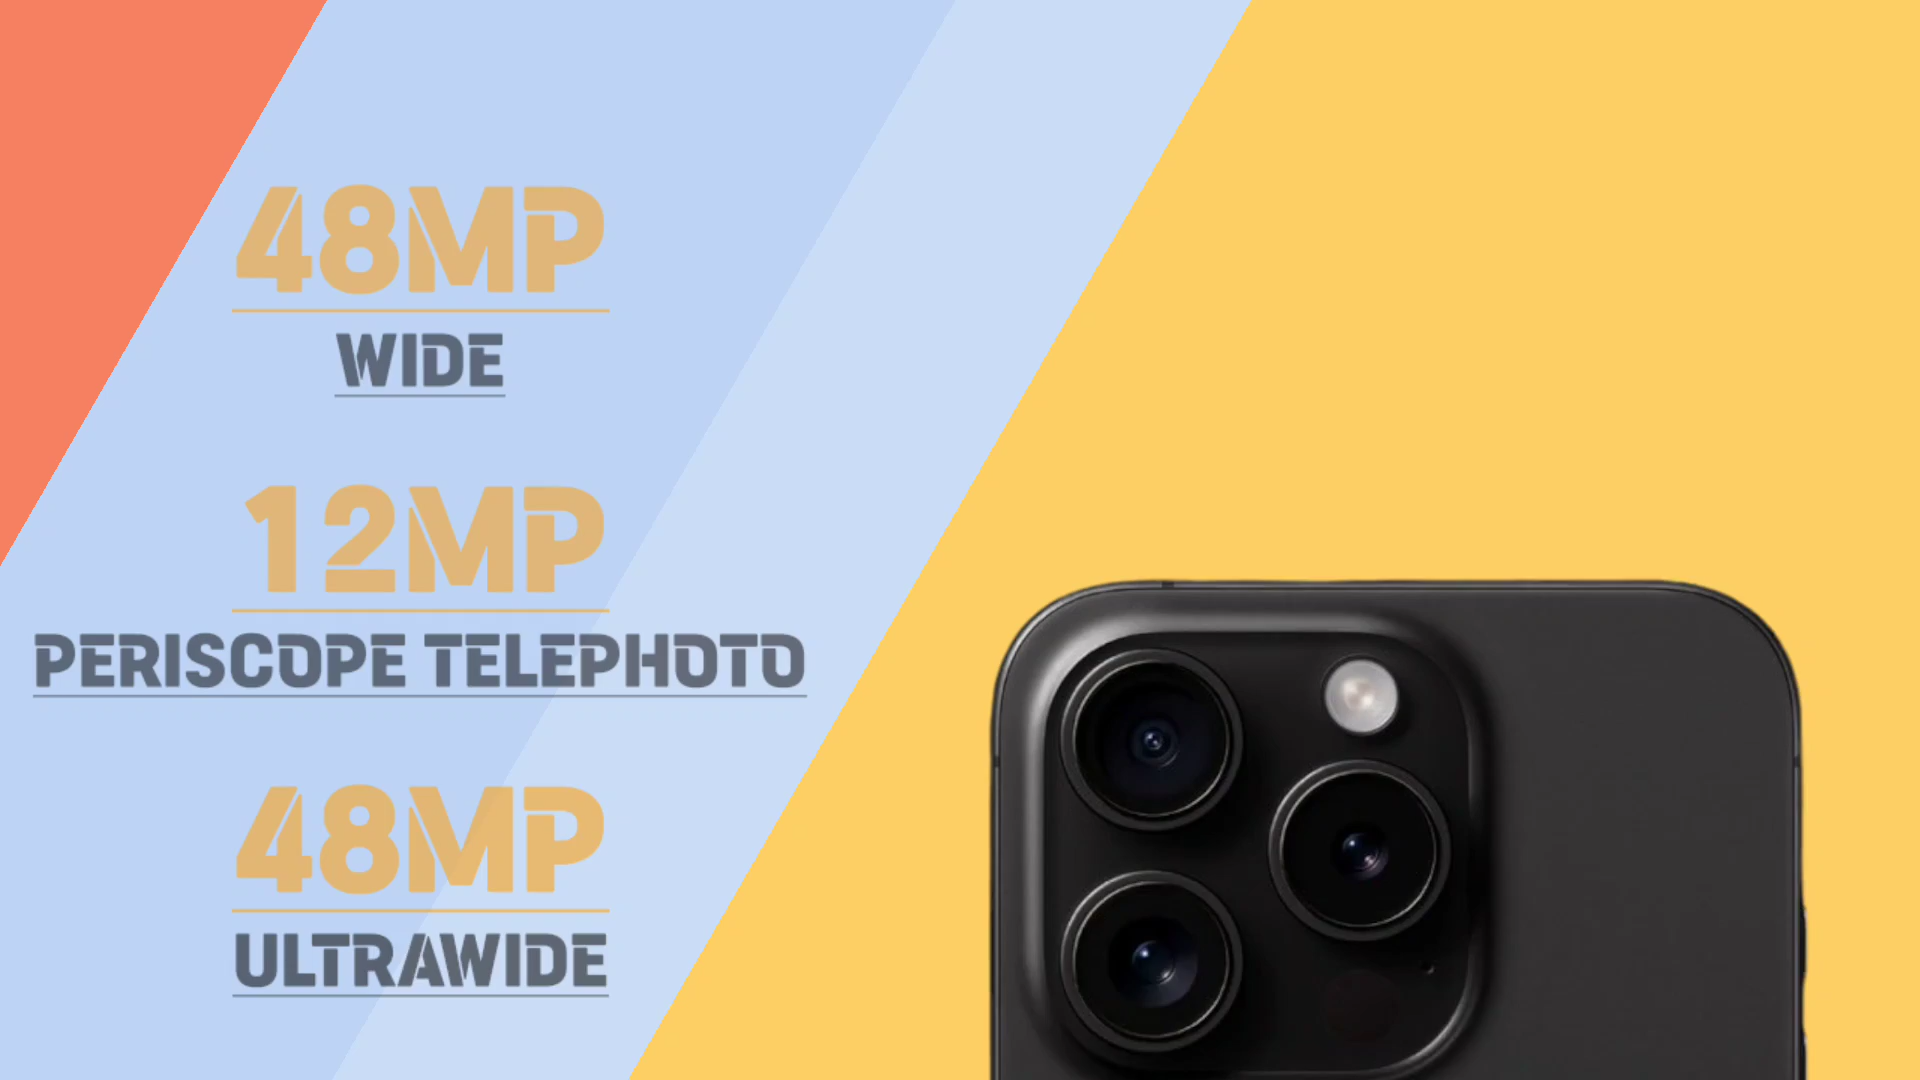 48MP
WIDE
12MP
PERISCOPE TELEPHOTO
48MP
ULTRAWIDE